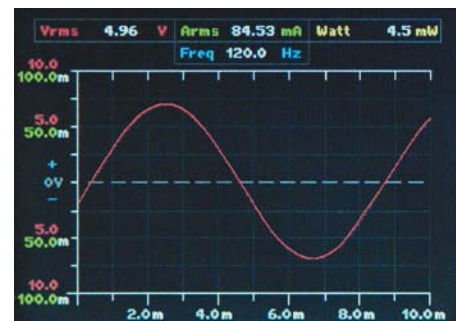 Vrms 4.96 V Arms 84.53 mA Watt 4.5 mW
Freq 120.0 Hz
10.0
100.0m
5.0
50.0m
+
0V
−
5.0
50.0m
10.0
100.0m
2.0m 4.0m 6.0m 8.0m 10.0m